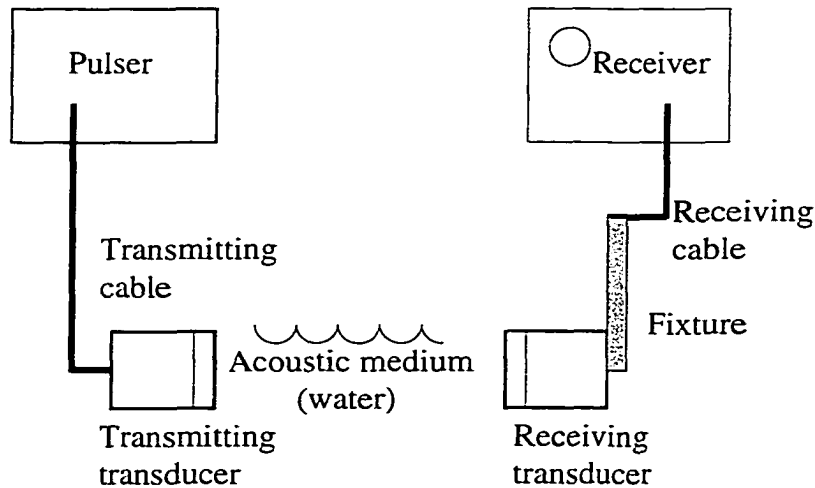 Pulser
Receiver
Transmitting
cable
Receiving
cable
Fixture
Acoustic medium
(water)
Transmitting
transducer
Receiving
transducer